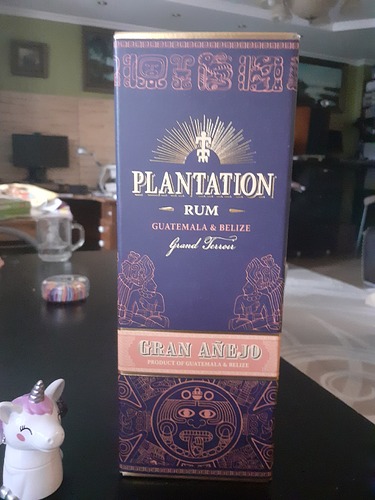 PLANTATION
RUM
GUATEMALA & BELIZE
Grand Terroir
GRAN AÑEJO
PRODUCT OF GUATEMALA & BELIZE